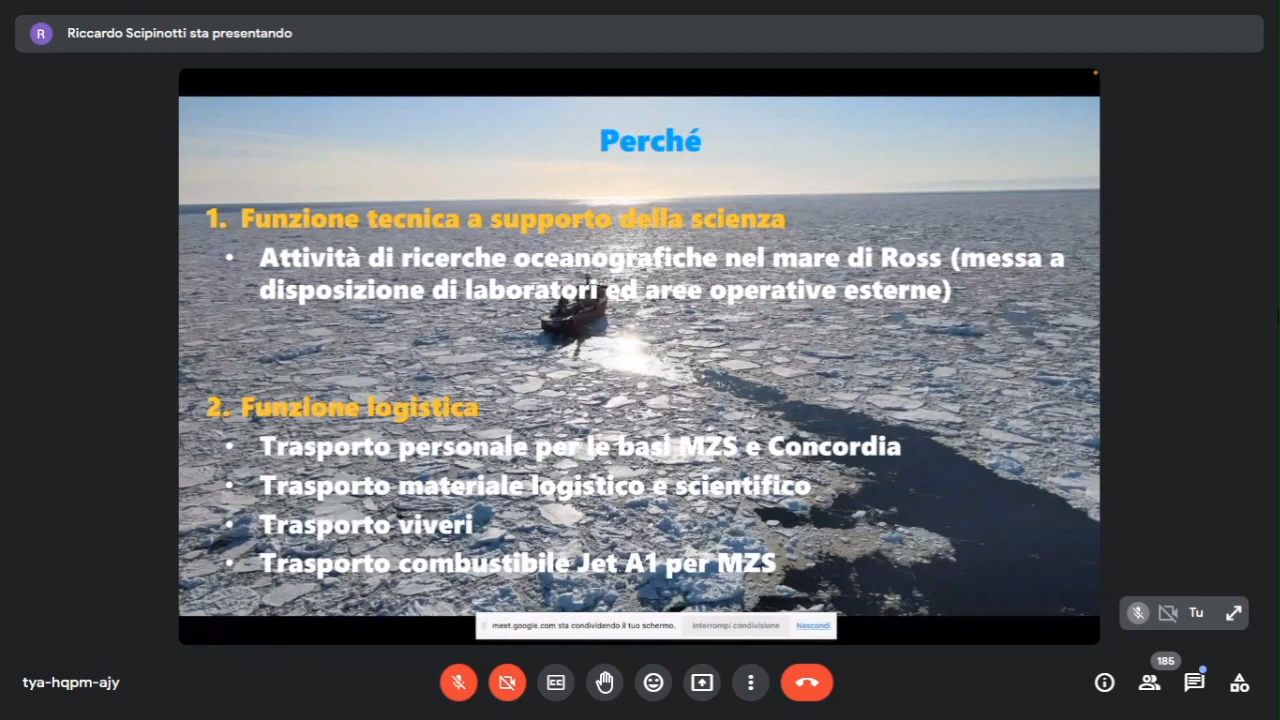 R
Riccardo Scipinotti sta presentando
Perché
1. Funzione tecnica a supporto della scienza
• Attività di ricerche oceanografiche nel mare di Ross (messa a
disposizione di laboratori ed aree operative esterne)
2. Funzione logistica
• Trasporto personale per le basi MZS e Concordia
• Trasporto materiale logistico e scientifico
• Trasporto viveri
• Trasporto combustibile Jet A1 per MZS
meet.google.com sta condividendo il tuo schermo. Interrompi condivisione Nascondi
Tu
tya-hqpm-ajy
CC
185